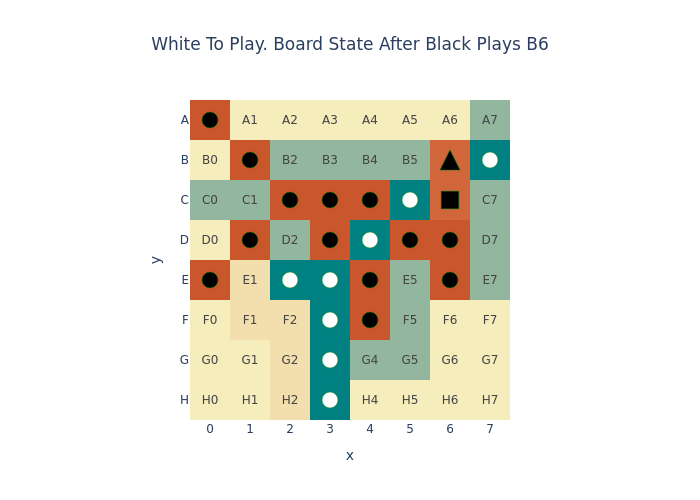 White To Play. Board State After Black Plays B6
A A1 A2 A3 A4 A5 A6 A7
B B0 B2 B3 B4 B5
C C0 C1 C7
D D0 D2 D7
E E1 E5 E7
F F0 F1 F2 F5 F6 F7
G G0 G1 G2 G4 G5 G6 G7
H H0 H1 H2 H4 H5 H6 H7
0 1 2 3 4 5 6 7
x
y